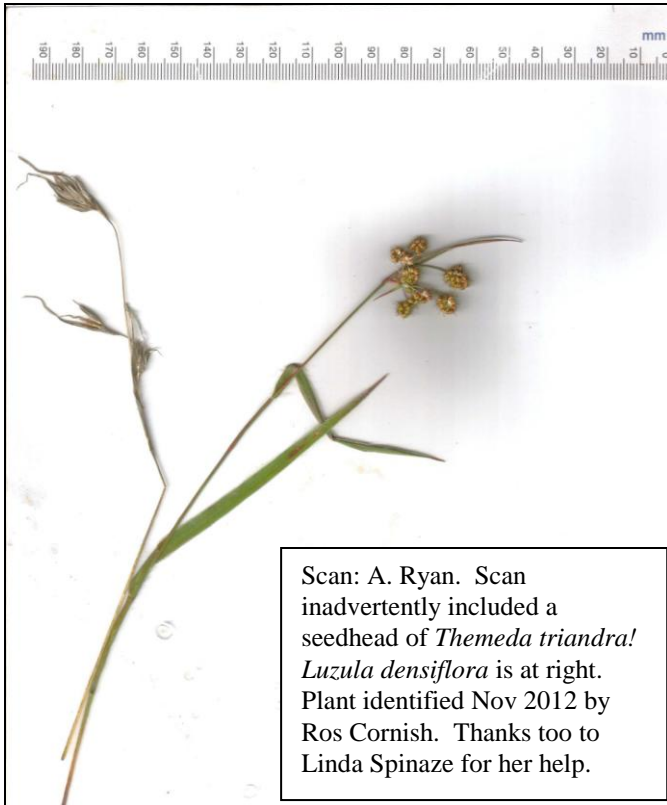 mm
190 180 170 160 150 140 130 120 110 100 90 80 70 60 50 40 30 20 10 0
Scan: A. Ryan. Scan
inadvertently included a
seedhead of Themeda triandra!
Luzula densiflora is at right.
Plant identified Nov 2012 by
Ros Cornish. Thanks too to
Linda Spinaze for her help.